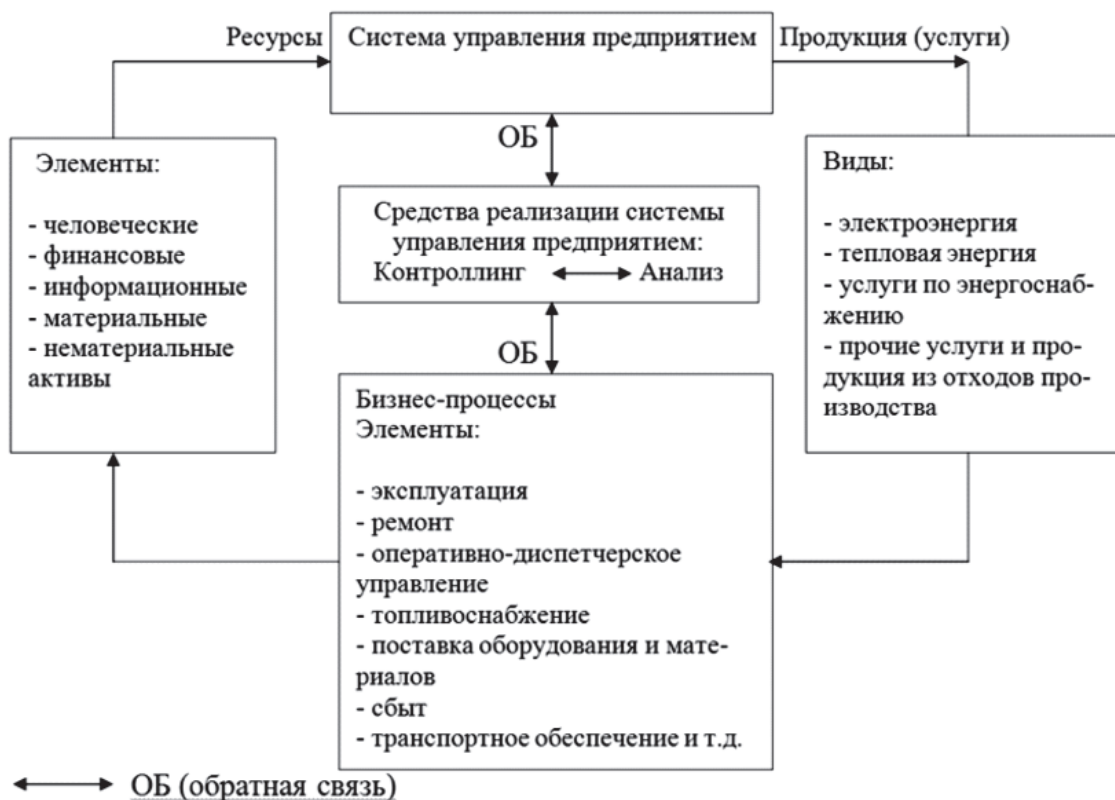 Ресурсы
Система управления предприятием
Продукция (услуги)
ОБ
Элементы:
- человеческие
- финансовые
- информационные
- материальные
- нематериальные
активы
Средства реализации системы
управления предприятием:
Контроллинг Анализ
Виды:
- электроэнергия
- тепловая энергия
- услуги по энергоснаб-
жению
- прочие услуги и про-
дукция из отходов про-
изводства
ОБ
Бизнес-процессы
Элементы:
- эксплуатация
- ремонт
- оперативно-диспетчерское
управление
- топливоснабжение
- поставка оборудования и мате-
риалов
- сбыт
- транспортное обеспечение и т.д.
ОБ (обратная связь)